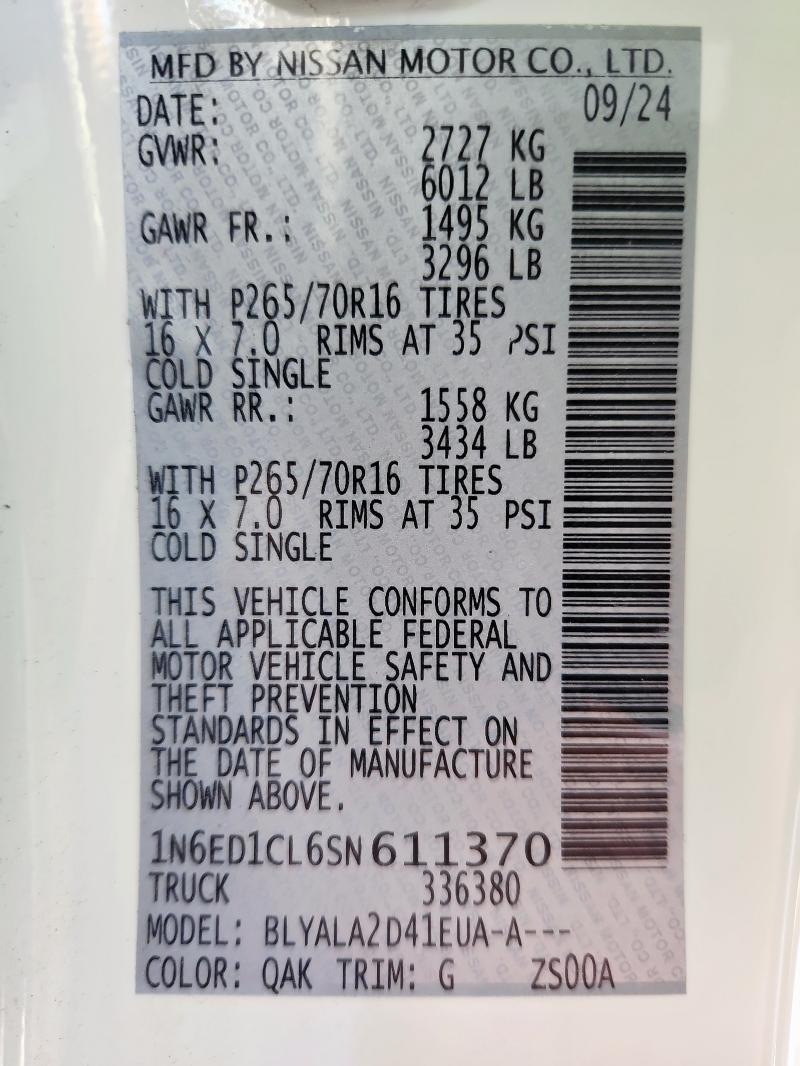 MFD BY NISSAN MOTOR CO., LTD.
DATE: 09/24
GVWR: 2727 KG
6012 LB
GAWR FR.: 1495 KG
3296 LB
WITH P265/70R16 TIRES
16 X 7.0 RIMS AT 35 PSI
COLD SINGLE
GAWR RR.: 1558 KG
3434 LB
WITH P265/70R16 TIRES
16 X 7.0 RIMS AT 35 PSI
COLD SINGLE
THIS VEHICLE CONFORMS TO
ALL APPLICABLE FEDERAL
MOTOR VEHICLE SAFETY AND
THEFT PREVENTION
STANDARDS IN EFFECT ON
THE DATE OF MANUFACTURE
SHOWN ABOVE.
1N6ED1CL6SN611370
TRUCK 336380
MODEL: BLYALA2D41EUA-A---
COLOR: QAK TRIM: G ZS00A